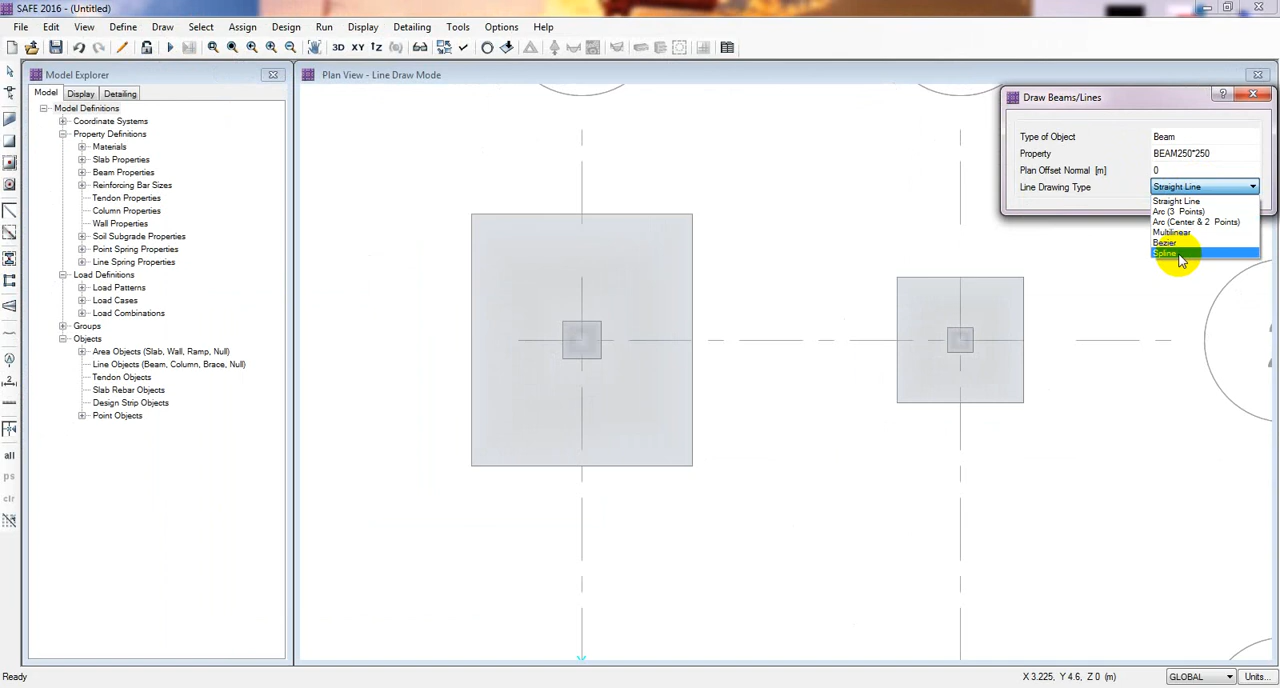 SAFE 2016 - (Untitled)
File Edit View Define Draw Select Assign Design Run Display Detailing Tools Options Help
3D XY
Model Explorer
Plan View - Line Draw Mode
Model Display Detailing
Model Definitions
Coordinate Systems
Property Definitions
Materials
Slab Properties
Beam Properties
Reinforcing Bar Sizes
Tendon Properties
Column Properties
Wall Properties
Soil Subgrade Properties
Point Spring Properties
Line Spring Properties
Load Definitions
Load Patterns
Load Cases
Load Combinations
Groups
Objects
Area Objects (Slab, Wall, Ramp, Null)
Line Objects (Beam, Column, Brace, Null)
Tendon Objects
Slab Rebar Objects
Design Strip Objects
Point Objects
all
ps
clr
Draw Beams/Lines
Type of Object Beam
Property BEAM250*250
Plan Offset Normal [m] 0
Line Drawing Type Straight Line
Straight Line
Arc (3 Points)
Arc (Center & 2 Points)
Multilinear
Bezier
Spline
Ready
X 3.225, Y 4.6, Z 0 (m)
GLOBAL
Units...